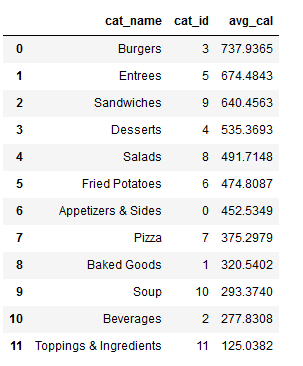 cat_name cat_id avg_cal
0 Burgers 3 737.9365
1 Entrees 5 674.4843
2 Sandwiches 9 640.4563
3 Desserts 4 535.3693
4 Salads 8 491.7148
5 Fried Potatoes 6 474.8087
6 Appetizers & Sides 0 452.5349
7 Pizza 7 375.2979
8 Baked Goods 1 320.5402
9 Soup 10 293.3740
10 Beverages 2 277.8308
11 Toppings & Ingredients 11 125.0382